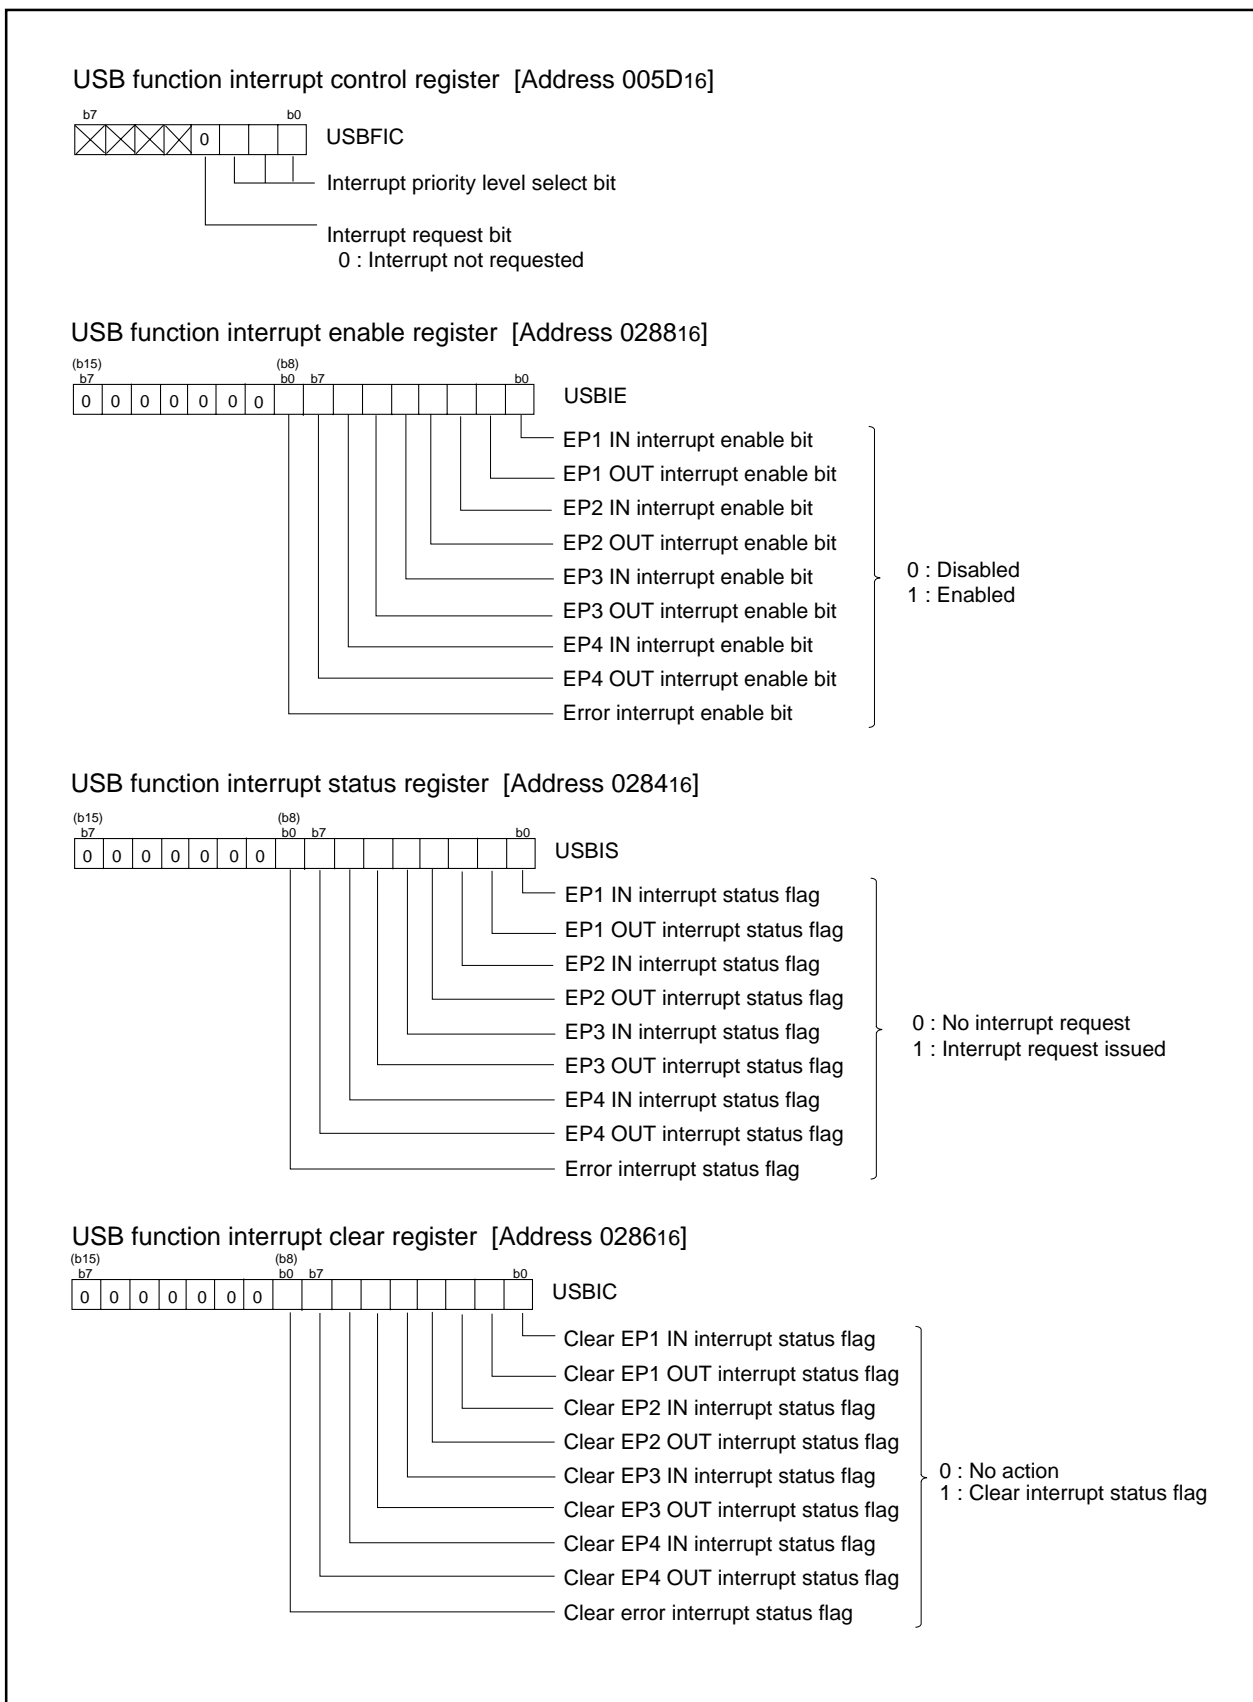 USB function interrupt control register [Address 005D16]
b7 b0
0 USBFIC
Interrupt priority level select bit
Interrupt request bit
0 : Interrupt not requested
USB function interrupt enable register [Address 028816]
(b15) (b8)
b7 b0 b7 b0
0 0 0 0 0 0 0 USBIE
EP1 IN interrupt enable bit
EP1 OUT interrupt enable bit
EP2 IN interrupt enable bit
EP2 OUT interrupt enable bit
EP3 IN interrupt enable bit
EP3 OUT interrupt enable bit
EP4 IN interrupt enable bit
EP4 OUT interrupt enable bit
Error interrupt enable bit
0 : Disabled
1 : Enabled
USB function interrupt status register [Address 028416]
(b15) (b8)
b7 b0 b7 b0
0 0 0 0 0 0 0 USBIS
EP1 IN interrupt status flag
EP1 OUT interrupt status flag
EP2 IN interrupt status flag
EP2 OUT interrupt status flag
EP3 IN interrupt status flag
EP3 OUT interrupt status flag
EP4 IN interrupt status flag
EP4 OUT interrupt status flag
Error interrupt status flag
0 : No interrupt request
1 : Interrupt request issued
USB function interrupt clear register [Address 028616]
(b15) (b8)
b7 b0 b7 b0
0 0 0 0 0 0 0 USBIC
Clear EP1 IN interrupt status flag
Clear EP1 OUT interrupt status flag
Clear EP2 IN interrupt status flag
Clear EP2 OUT interrupt status flag
Clear EP3 IN interrupt status flag
Clear EP3 OUT interrupt status flag
Clear EP4 IN interrupt status flag
Clear EP4 OUT interrupt status flag
Clear error interrupt status flag
0 : No action
1 : Clear interrupt status flag